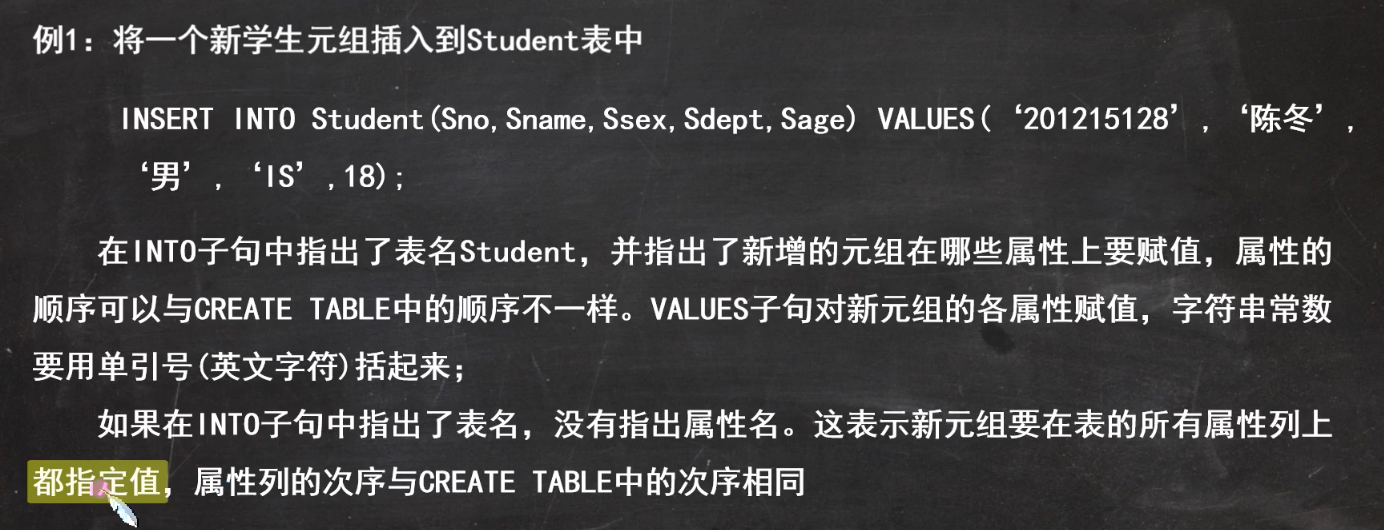 例1：将一个新学生元组插入到Student表中
INSERT INTO Student(Sno,Sname,Ssex,Sdept,Sage) VALUES(‘201215128’,‘陈冬’,
‘男’,‘IS’,18);
在INTO子句中指出了表名Student，并指出了新增的元组在哪些属性上要赋值，属性的
顺序可以与CREATE TABLE中的顺序不一样。VALUES子句对新元组的各属性赋值，字符串常数
要用单引号(英文字符)括起来；
如果在INTO子句中指出了表名，没有指出属性名。这表示新元组要在表的所有属性列上
都指定值，属性列的次序与CREATE TABLE中的次序相同